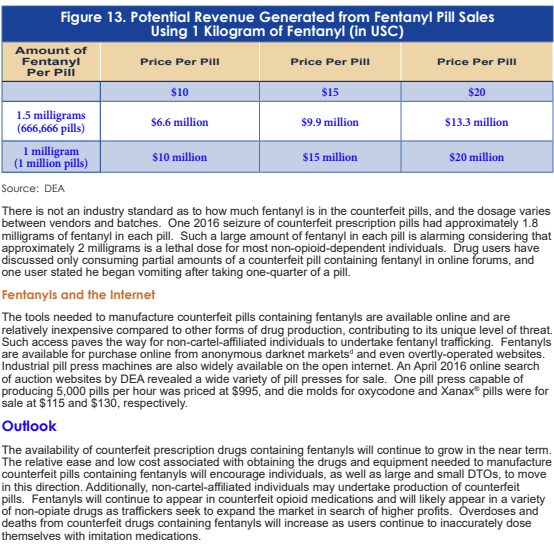 Figure 13. Potential Revenue Generated from Fentanyl Pill Sales
Using 1 Kilogram of Fentanyl (in USC)
Amount of
Fentanyl
Per Pill
Price Per Pill
Price Per Pill
Price Per Pill
$10
$15
$20
1.5 milligrams
(666,666 pills)
$6.6 million
$9.9 million
$13.3 million
1 milligram
(1 million pills)
$10 million
$15 million
$20 million
Source: DEA
There is not an industry standard as to how much fentanyl is in the counterfeit pills, and the dosage varies
between vendors and batches. One 2016 seizure of counterfeit prescription pills had approximately 1.8
milligrams of fentanyl in each pill. Such a large amount of fentanyl in each pill is alarming considering that
approximately 2 milligrams is a lethal dose for most non-opioid-dependent individuals. Drug users have
discussed only consuming partial amounts of a counterfeit pill containing fentanyl in online forums, and
one user stated he began vomiting after taking one-quarter of a pill.
Fentanyls and the Internet
The tools needed to manufacture counterfeit pills containing fentanyls are available online and are
relatively inexpensive compared to other forms of drug production, contributing to its unique level of threat.
Such access paves the way for non-cartel-affiliated individuals to undertake fentanyl trafficking. Fentanyls
are available for purchase online from anonymous darknet marketsᵈ and even overtly-operated websites.
Industrial pill press machines are also widely available on the open internet. An April 2016 online search
of auction websites by DEA revealed a wide variety of pill presses for sale. One pill press capable of
producing 5,000 pills per hour was priced at $995, and die molds for oxycodone and Xanax® pills were for
sale at $115 and $130, respectively.
Outlook
The availability of counterfeit prescription drugs containing fentanyls will continue to grow in the near term.
The relative ease and low cost associated with obtaining the drugs and equipment needed to manufacture
counterfeit pills containing fentanyls will encourage individuals, as well as large and small DTOs, to move
in this direction. Additionally, non-cartel-affiliated individuals may undertake production of counterfeit
pills. Fentanyls will continue to appear in counterfeit opioid medications and will likely appear in a variety
of non-opiate drugs as traffickers seek to expand the market in search of higher profits. Overdoses and
deaths from counterfeit drugs containing fentanyls will increase as users continue to inaccurately dose
themselves with imitation medications.